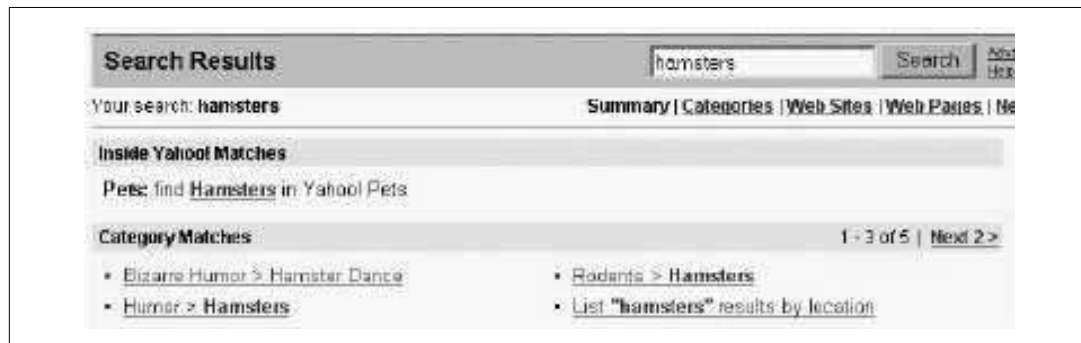 Search Results hamsters Search
Your search: hamsters Summary | Categories | Web Sites | Web Pages |
Inside Yahoo! Matches
Pets: find Hamsters in Yahoo! Pets
Category Matches 1 - 3 of 5 | Next 2 >
• Bizarre Humor > Hamster Dance
• Humor > Hamsters
• Rodents > Hamsters
• List "hamsters" results by location